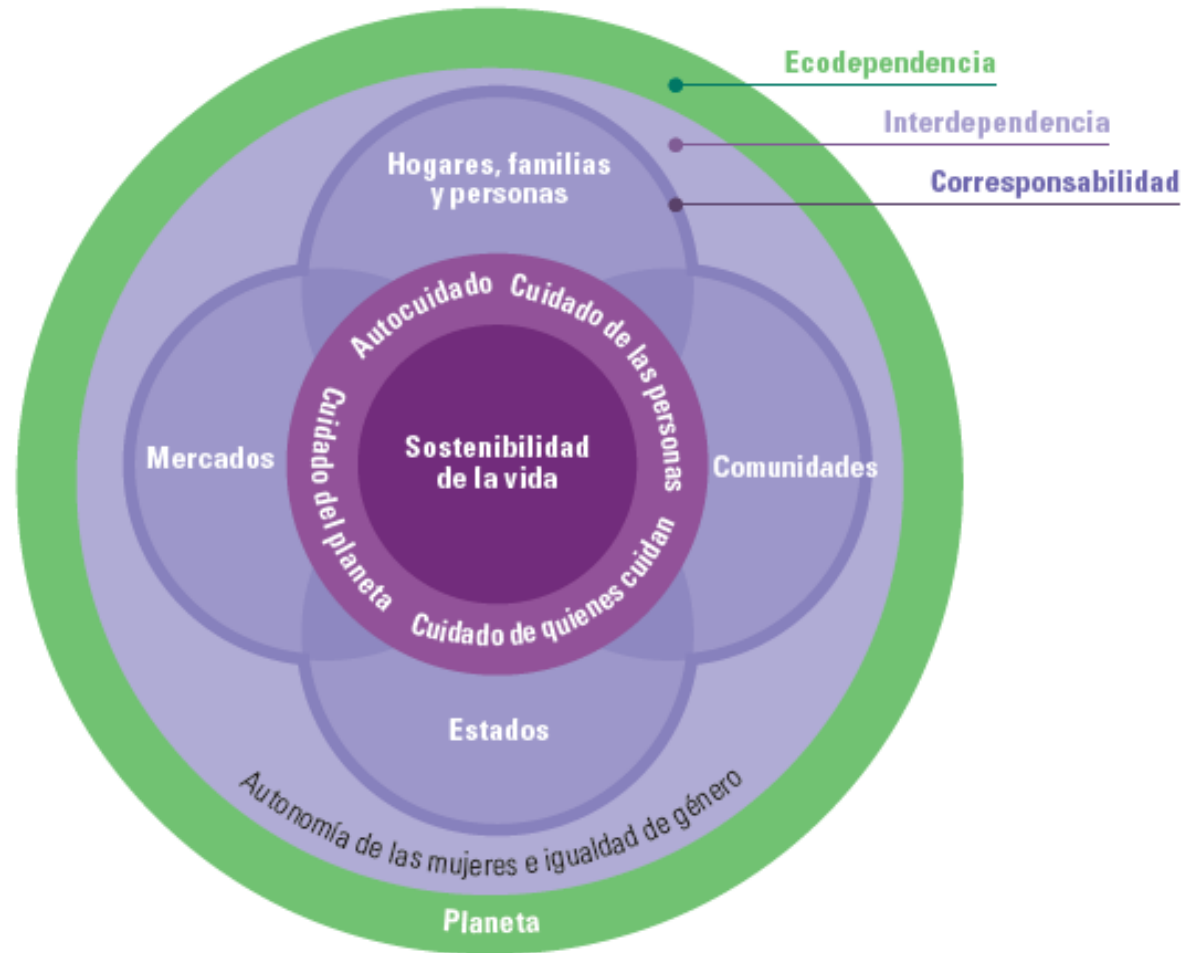 Ecodependencia
Interdependencia
Corresponsabilidad
Hogares, familias
y personas
Autocuidado
Cuidado de las personas
Cuidado del planeta
Cuidado de quienes cuidan
Sostenibilidad
de la vida
Mercados
Comunidades
Estados
Autonomía de las mujeres e igualdad de género
Planeta